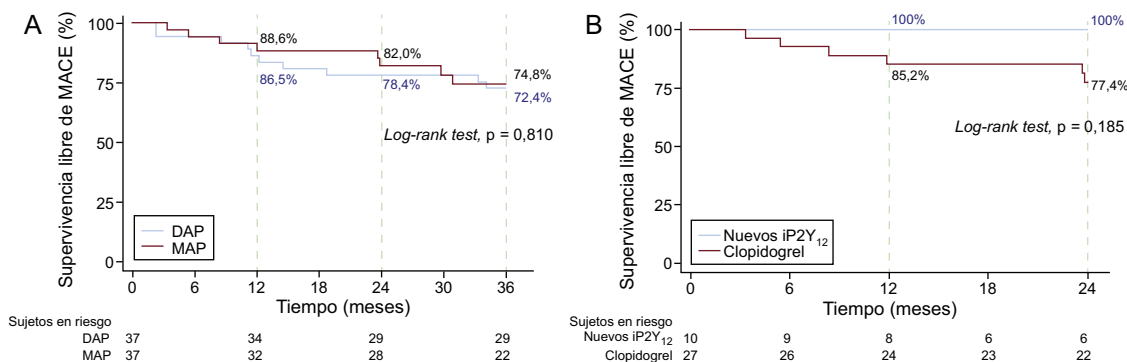 A
Supervivencia libre de MACE (%)
100
75
50
75
0
88,6%
86,5%
82,0%
78,4%
74,8%
72,4%
Log-rank test, p = 0,810
DAP
MAP
0 6 12 18 24 30 36
Tiempo (meses)
Sujetos en riesgo
DAP 37 34 29 29
MAP 37 32 28 22
B
Supervivencia libre de MACE (%)
100
75
50
75
0
100%
100%
85,2%
77,4%
Log-rank test, p = 0,185
Nuevos iP2Y12
Clopidogrel
0 6 12 18 24
Tiempo (meses)
Sujetos en riesgo
Nuevos iP2Y12 10 9 8 6 6
Clopidogrel 27 26 24 23 22